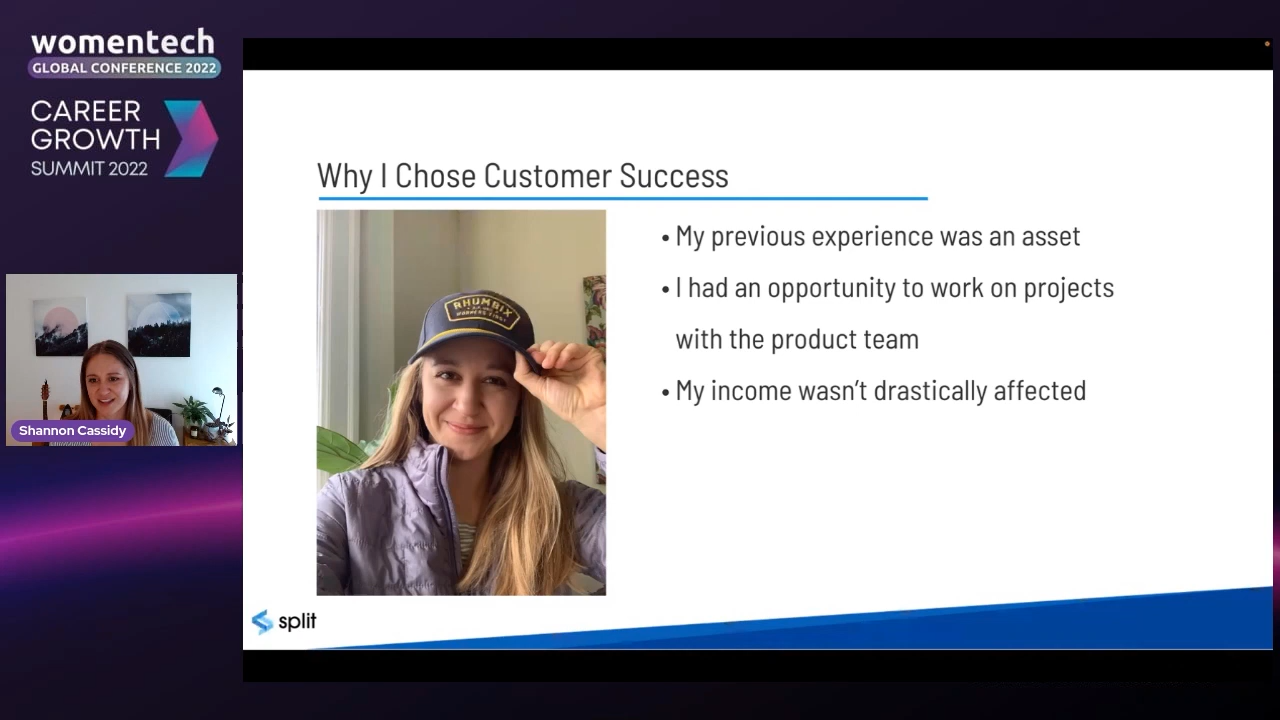 womentech
GLOBAL CONFERENCE 2022
CAREER
GROWTH
SUMMIT 2022
Shannon Cassidy
Why I Chose Customer Success
RHUMBIX
WORKERS FIRST
• My previous experience was an asset
• I had an opportunity to work on projects
with the product team
• My income wasn’t drastically affected
split